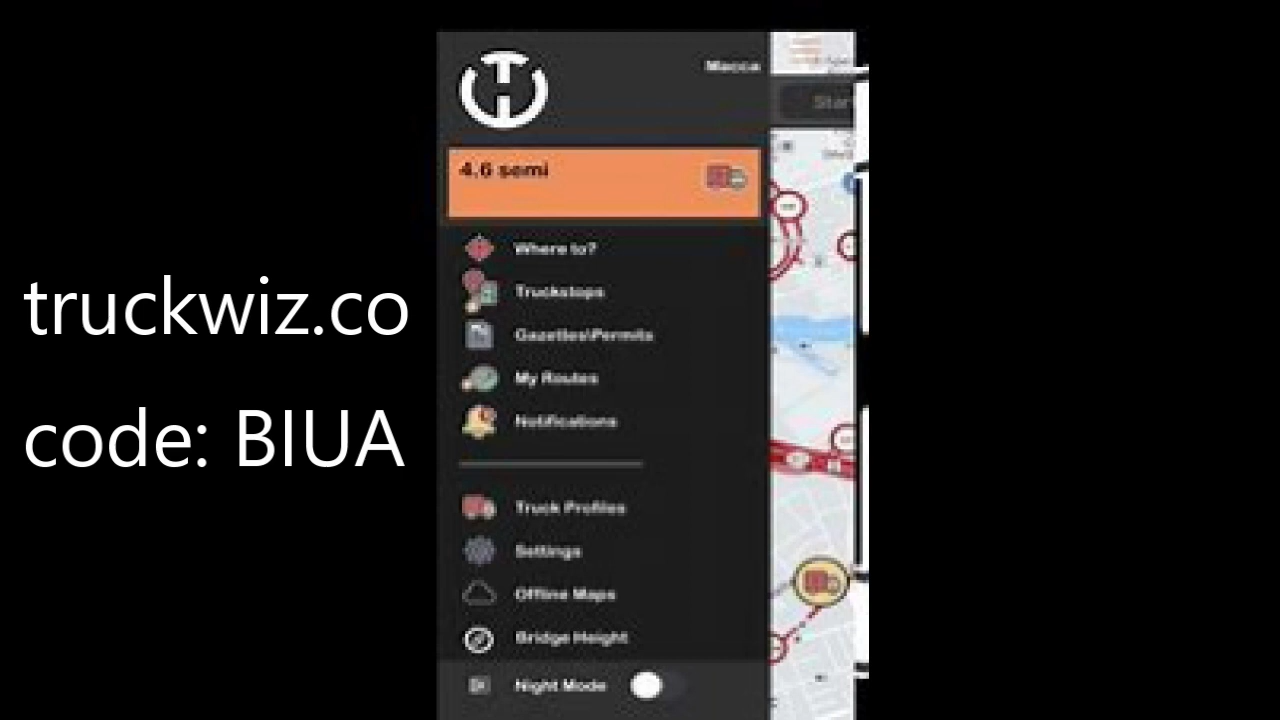 Macca
4.6 semi
Where to?
Truckstops
Gazettes\Permits
My Routes
Notifications
Truck Profiles
Settings
Offline Maps
Bridge Height
Night Mode
truckwiz.co
code: BIUA